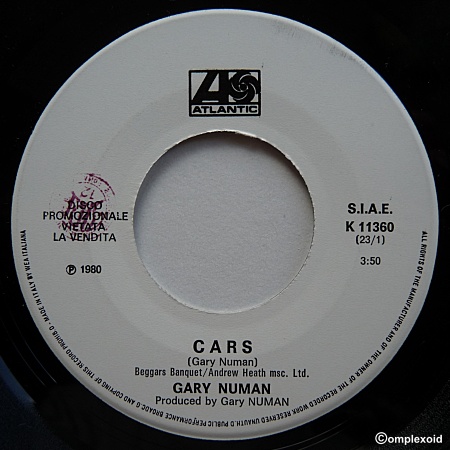 ATLANTIC
DISCO
PROMOZIONALE
VIETATA
LA VENDITA
℗ 1980
S.I.A.E.
K 11360
(23/1)
3:50
CARS
(Gary Numan)
Beggars Banquet/Andrew Heath msc. Ltd.
GARY NUMAN
Produced by Gary NUMAN
ALL RIGHTS OF THE MANUFACTURER AND OF THE OWNER OF THE RECORDED WORK RESERVED UNAUTH.D PUBLIC PERFORMANCE BROADC.G AND COPYING OF THIS RECORD PROHIB.D - MADE IN ITALY BY WEA ITALIANA
©omplexoid